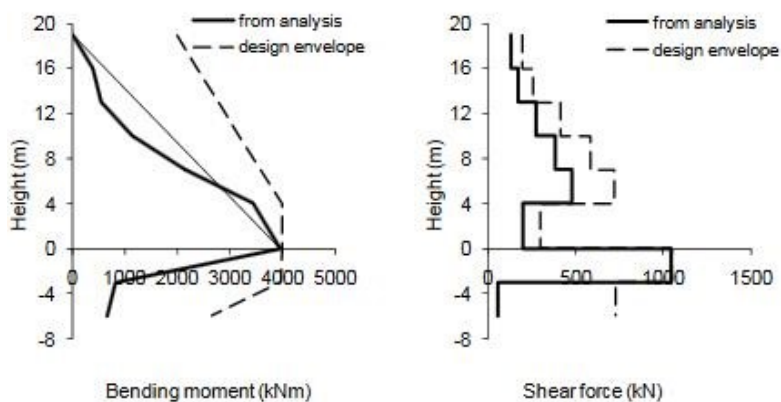 from analysis
design envelope
20
16
12
8
4
0
-4
-8
Height (m)
0 1000 2000 3000 4000 5000
Bending moment (kNm)
from analysis
design envelope
20
16
12
8
4
0
-4
-8
Height (m)
0 500 1000 1500
Shear force (kN)